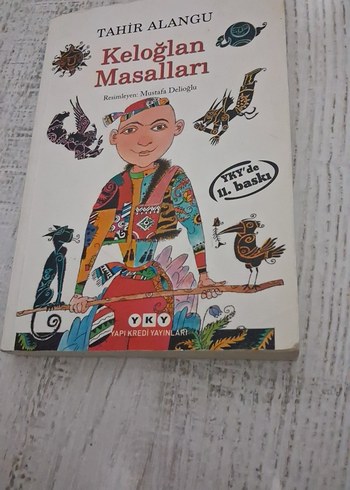 TAHİR ALANGU
Keloğlan
Masalları
Resimleyen: Mustafa Delioğlu
YKY'de
11. baskı
YKY
YAPI KREDİ YAYINLARI